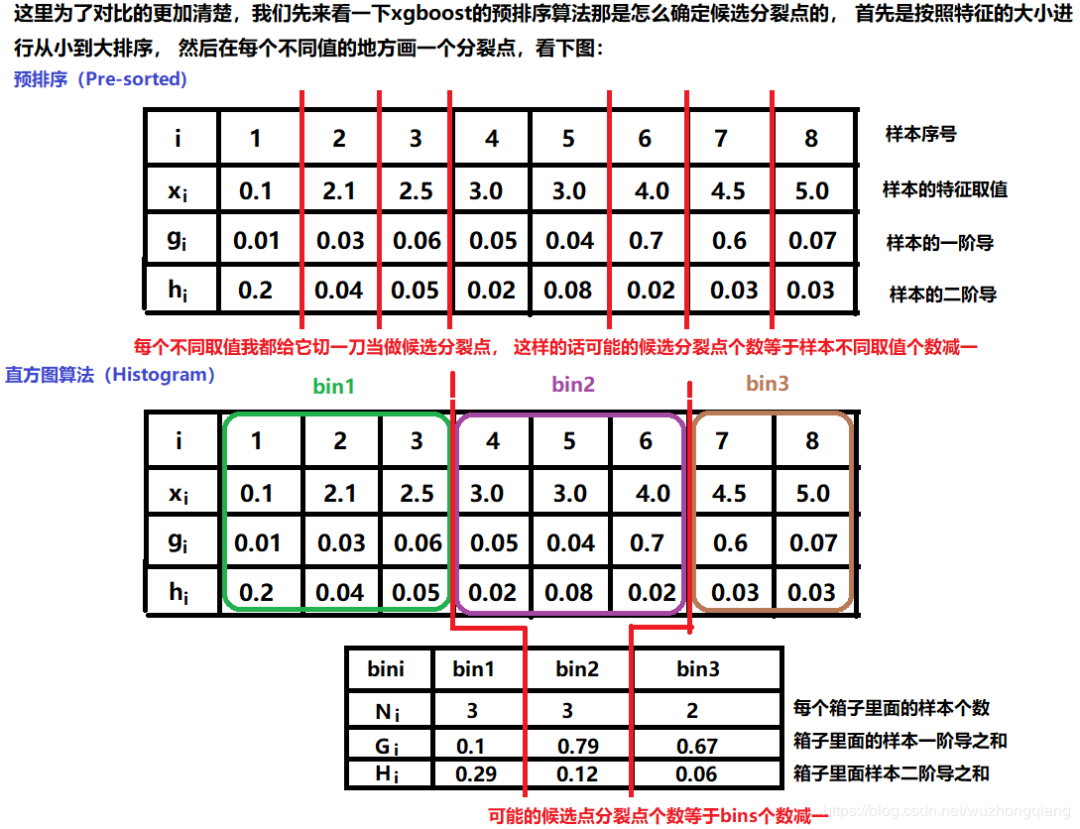 这里为了对比的更加清楚，我们先来看一下xgboost的预排序算法那是怎么确定候选分裂点的， 首先是按照特征的大小进
行从小到大排序， 然后在每个不同值的地方画一个分裂点，看下图：
预排序（Pre-sorted)
i 1 2 3 4 5 6 7 8 样本序号
xi 0.1 2.1 2.5 3.0 3.0 4.0 4.5 5.0 样本的特征取值
gi 0.01 0.03 0.06 0.05 0.04 0.7 0.6 0.07 样本的一阶导
hi 0.2 0.04 0.05 0.02 0.08 0.02 0.03 0.03 样本的二阶导
每个不同取值我都给它切一刀当做候选分裂点， 这样的话可能的候选分裂点个数等于样本不同取值个数减一
直方图算法（Histogram）
bin1 bin2 bin3
i 1 2 3 4 5 6 7 8
xi 0.1 2.1 2.5 3.0 3.0 4.0 4.5 5.0
gi 0.01 0.03 0.06 0.05 0.04 0.7 0.6 0.07
hi 0.2 0.04 0.05 0.02 0.08 0.02 0.03 0.03
bini bin1 bin2 bin3
Ni 3 3 2 每个箱子里面的样本个数
Gi 0.1 0.79 0.67 箱子里面的样本一阶导之和
Hi 0.29 0.12 0.06 箱子里面样本二阶导之和
可能的候选点分裂点个数等于bins个数减一
https://blog.csdn.net/wuzhongqiang